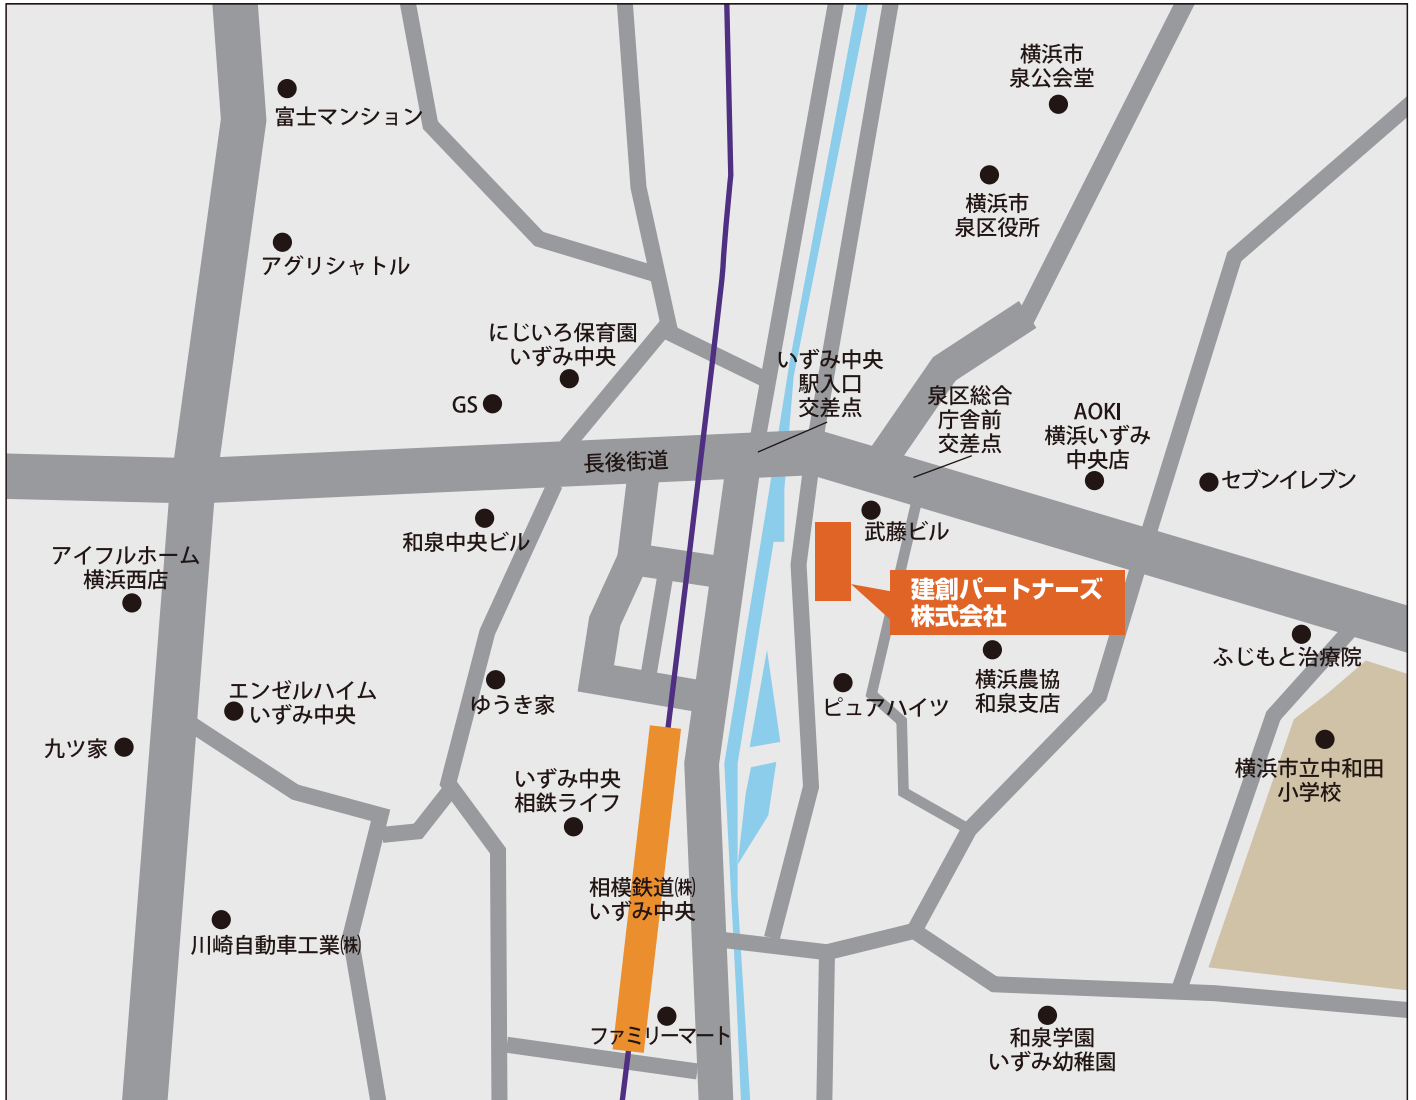 横浜市
泉公会堂
富士マンション
横浜市
泉区役所
アグリシャトル
にじいろ保育園
いずみ中央
GS
いずみ中央
駅入口
交差点
泉区総合
庁舎前
交差点
AOKI
横浜いずみ
中央店
セブンイレブン
長後街道
和泉中央ビル
武藤ビル
アイフルホーム
横浜西店
建創パートナーズ
株式会社
ふじもと治療院
エンゼルハイム
いずみ中央
ゆうき家
ピュアハイツ
横浜農協
和泉支店
九ツ家
いずみ中央
相鉄ライフ
横浜市立中和田
小学校
相模鉄道㈱
いずみ中央
川崎自動車工業㈱
ファミリーマート
和泉学園
いずみ幼稚園